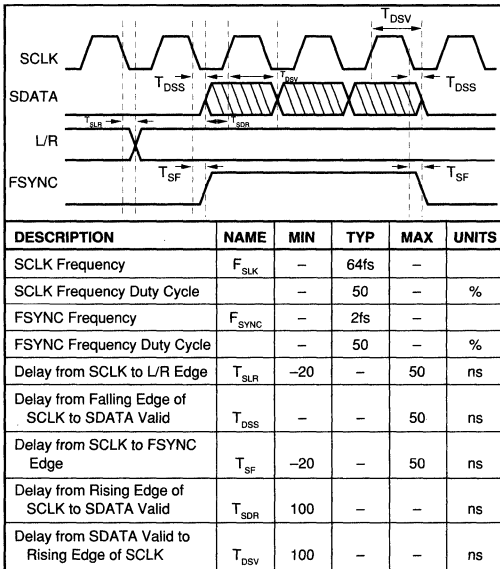 T_DSV
SCLK
T_DSS T_DSV T_DSS
SDATA
T_SLR T_SDR
L/R
T_SF T_SF
FSYNC
DESCRIPTION NAME MIN TYP MAX UNITS
SCLK Frequency F_SLK – 64fs –
SCLK Frequency Duty Cycle – 50 – %
FSYNC Frequency F_SYNC – 2fs –
FSYNC Frequency Duty Cycle – 50 – %
Delay from SCLK to L/R Edge T_SLR –20 – 50 ns
Delay from Falling Edge of
SCLK to SDATA Valid T_DSS – – 50 ns
Delay from SCLK to FSYNC
Edge T_SF –20 – 50 ns
Delay from Rising Edge of
SCLK to SDATA Valid T_SDR 100 – – ns
Delay from SDATA Valid to
Rising Edge of SCLK T_DSV 100 – – ns